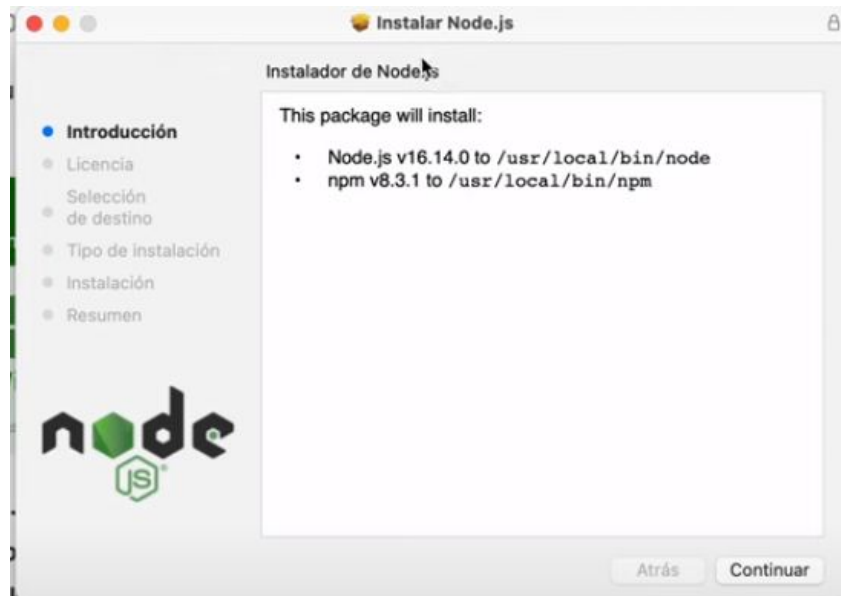 Instalar Node.js
Instalador de Node.js
Introducción
Licencia
Selección
de destino
Tipo de instalación
Instalación
Resumen
This package will install:
• Node.js v16.14.0 to /usr/local/bin/node
• npm v8.3.1 to /usr/local/bin/npm
node
JS
Atrás
Continuar